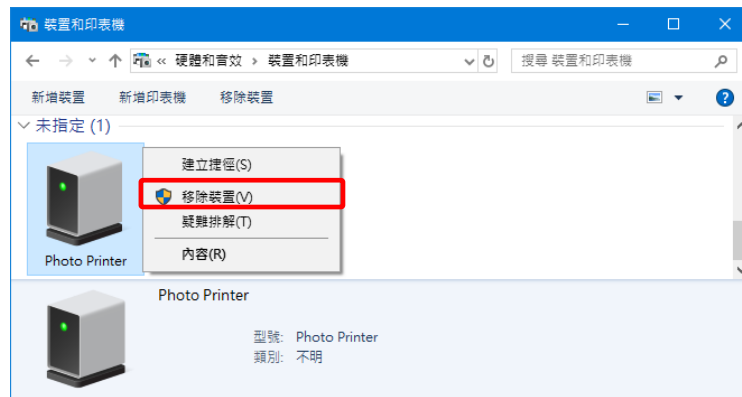 裝置和印表機
« 硬體和音效 › 裝置和印表機
搜尋 裝置和印表機
新增裝置 新增印表機 移除裝置
未指定 (1)
建立捷徑(S)
移除裝置(V)
疑難排解(T)
內容(R)
Photo Printer
Photo Printer
型號: Photo Printer
類別: 不明